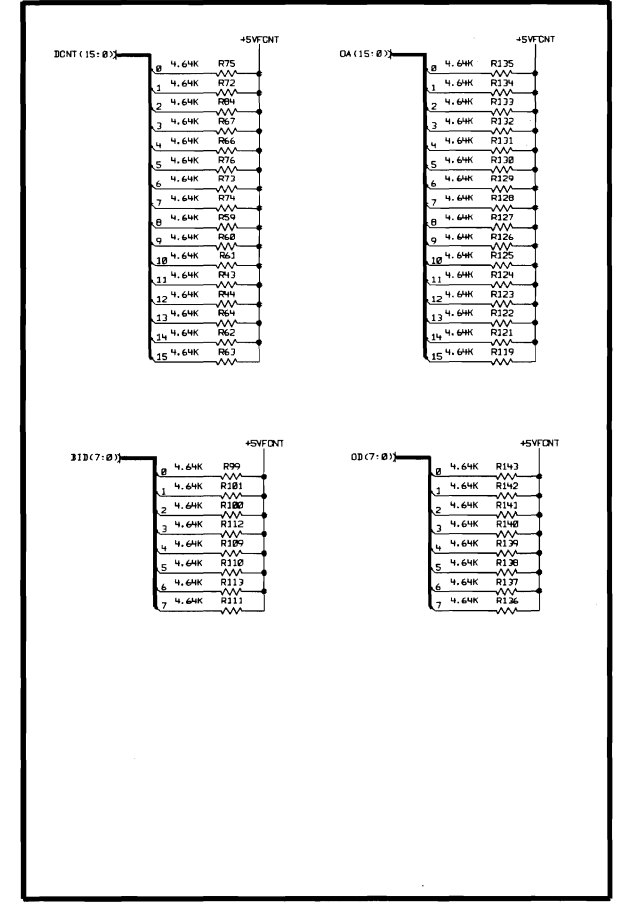 +5VFCNT
DCNT(15:0)
0 4.64K R75
1 4.64K R72
2 4.64K R84
3 4.64K R67
4 4.64K R66
5 4.64K R76
6 4.64K R73
7 4.64K R74
8 4.64K R59
9 4.64K R60
10 4.64K R61
11 4.64K R43
12 4.64K R44
13 4.64K R64
14 4.64K R62
15 4.64K R63
+5VFCNT
OA(15:0)
0 4.64K R135
1 4.64K R134
2 4.64K R133
3 4.64K R132
4 4.64K R131
5 4.64K R130
6 4.64K R129
7 4.64K R128
8 4.64K R127
9 4.64K R126
10 4.64K R125
11 4.64K R124
12 4.64K R123
13 4.64K R122
14 4.64K R121
15 4.64K R119
+5VFCNT
BID(7:0)
0 4.64K R99
1 4.64K R101
2 4.64K R100
3 4.64K R112
4 4.64K R109
5 4.64K R110
6 4.64K R113
7 4.64K R111
+5VFCNT
OD(7:0)
0 4.64K R143
1 4.64K R142
2 4.64K R141
3 4.64K R140
4 4.64K R139
5 4.64K R138
6 4.64K R137
7 4.64K R136